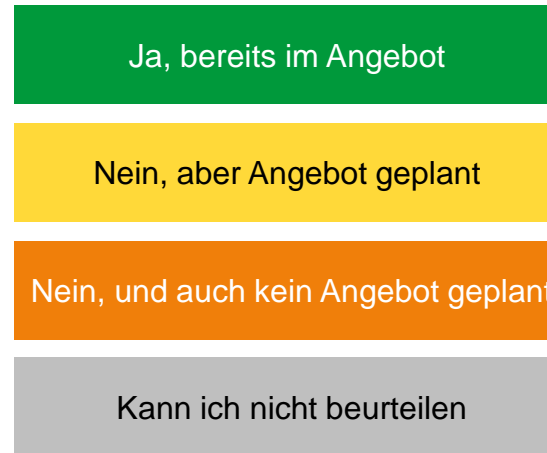 Ja, bereits im Angebot
Nein, aber Angebot geplant
Nein, und auch kein Angebot geplant
Kann ich nicht beurteilen